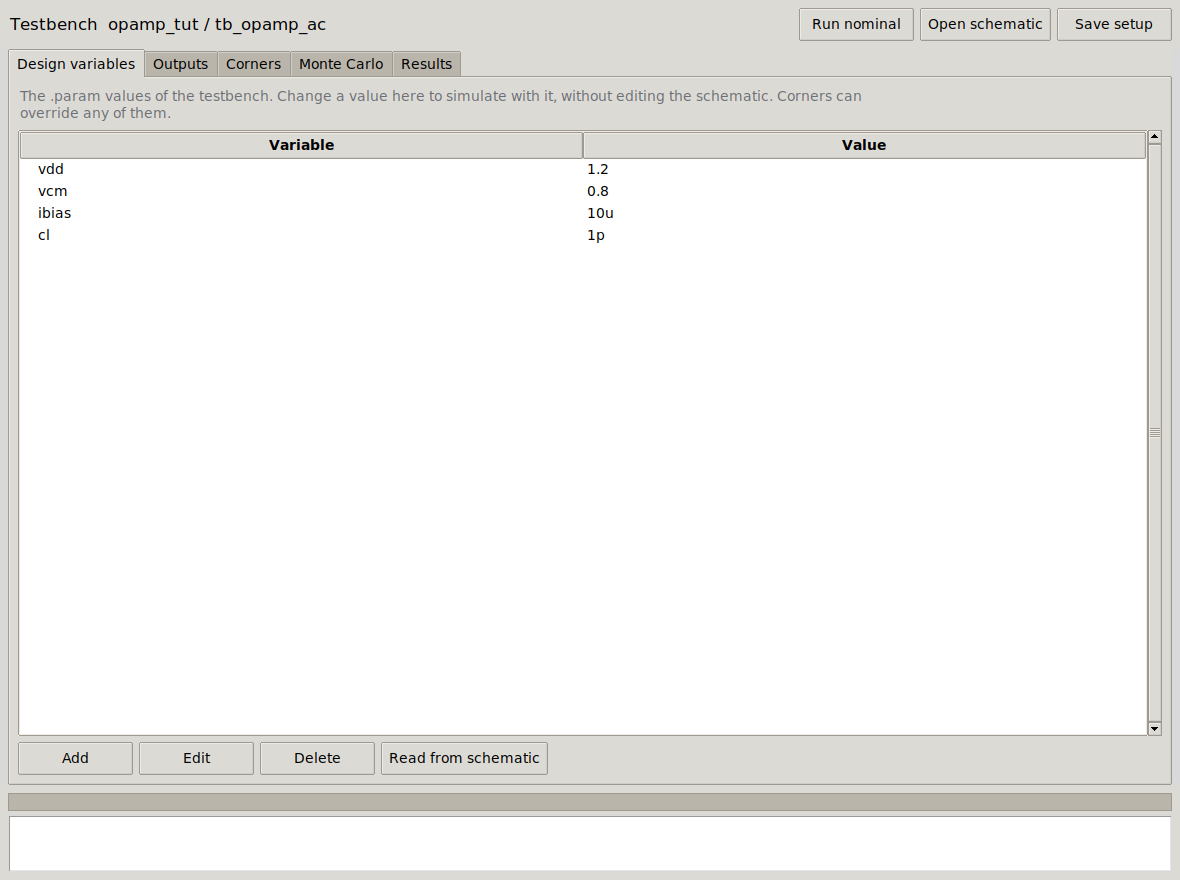 Testbench opamp_tut / tb_opamp_ac
Run nominal
Open schematic
Save setup
Design variables
Outputs
Corners
Monte Carlo
Results
The .param values of the testbench. Change a value here to simulate with it, without editing the schematic. Corners can
override any of them.
Variable
Value
vdd
1.2
vcm
0.8
ibias
10u
cl
1p
Add
Edit
Delete
Read from schematic